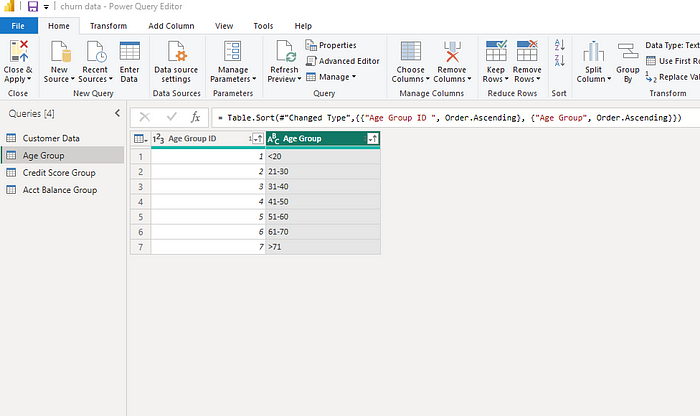 churn data - Power Query Editor
File Home Transform Add Column View Tools Help
Close & Apply
New Source
Recent Sources
Enter Data
Data source settings
Manage Parameters
Refresh Preview
Properties
Advanced Editor
Manage
Choose Columns
Remove Columns
Keep Rows
Remove Rows
Split Column
Group By
Data Type: Text
Use First Ro
Replace Val
Close New Query Data Sources Parameters Query Manage Columns Reduce Rows Sort Transform
Queries [4]
Customer Data
Age Group
Credit Score Group
Acct Balance Group
= Table.Sort(#"Changed Type",{{"Age Group ID ", Order.Ascending}, {"Age Group", Order.Ascending}})
Age Group ID Age Group
1 1 <20
2 2 21-30
3 3 31-40
4 4 41-50
5 5 51-60
6 6 61-70
7 7 >71